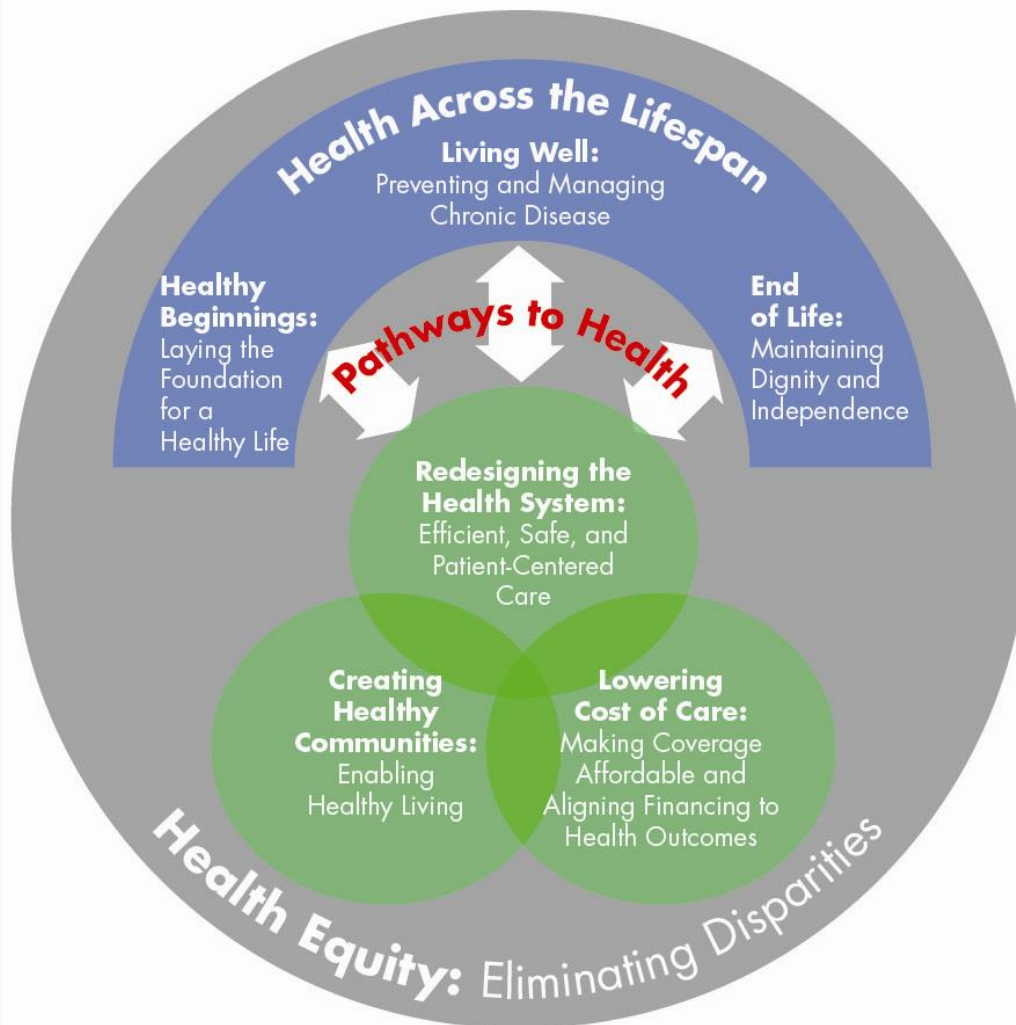 Health Across the Lifespan
Living Well:
Preventing and Managing
Chronic Disease
Healthy
Beginnings:
Laying the
Foundation
for a
Healthy Life
End
of Life:
Maintaining
Dignity and
Independence
Pathways to Health
Redesigning the
Health System:
Efficient, Safe, and
Patient-Centered
Care
Creating
Healthy
Communities:
Enabling
Healthy Living
Lowering
Cost of Care:
Making Coverage
Affordable and
Aligning Financing to
Health Outcomes
Health Equity: Eliminating Disparities